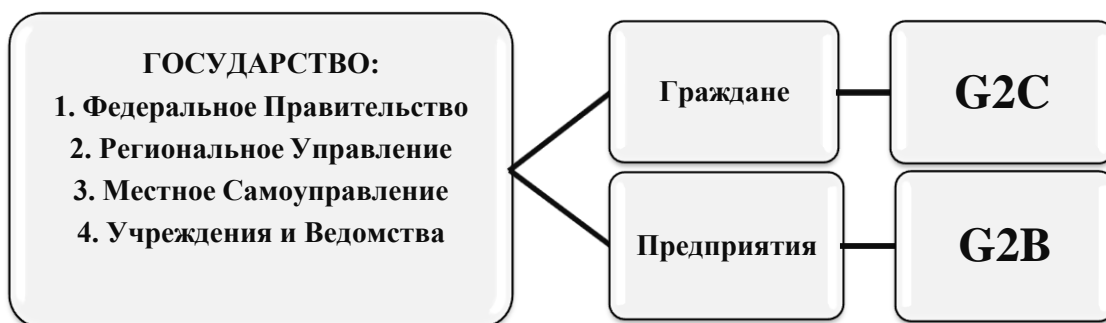 ГОСУДАРСТВО:
1. Федеральное Правительство
2. Региональное Управление
3. Местное Самоуправление
4. Учреждения и Ведомства
Граждане
G2C
Предприятия
G2B